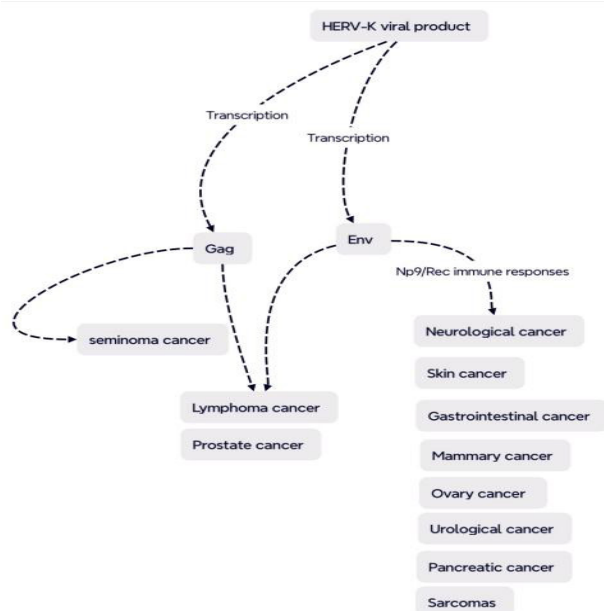 HERV-K viral product
Transcription
Transcription
Gag
Env
Np9/Rec immune responses
seminoma cancer
Neurological cancer
Skin cancer
Lymphoma cancer
Gastrointestinal cancer
Prostate cancer
Mammary cancer
Ovary cancer
Urological cancer
Pancreatic cancer
Sarcomas